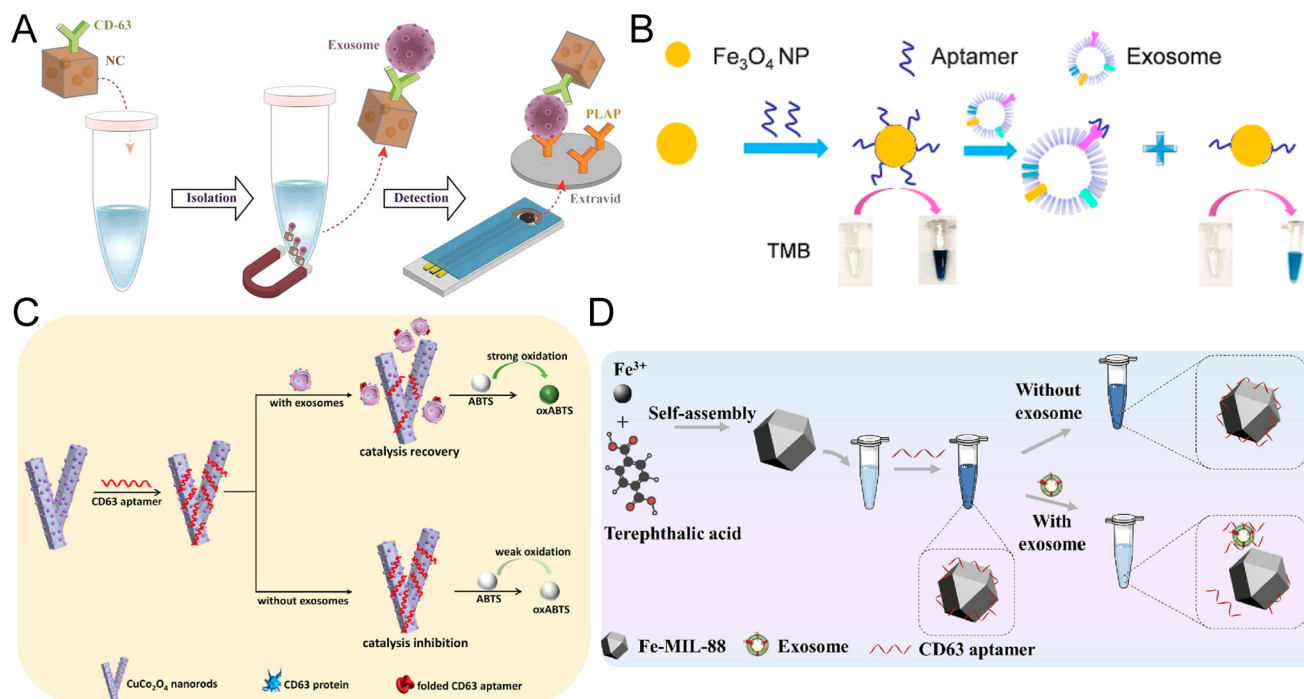 A
CD-63
NC
Exosome
PLAP
Isolation
Detection
Extravid
B
Fe₃O₄ NP
Aptamer
Exosome
TMB
C
CD63 aptamer
with exosomes
catalysis recovery
strong oxidation
ABTS
oxABTS
without exosomes
catalysis inhibition
weak oxidation
ABTS
oxABTS
CuCo₂O₄ nanorods
CD63 protein
folded CD63 aptamer
D
Fe³⁺
+
Self-assembly
Terephthalic acid
Without
exosome
With
exosome
Fe-MIL-88
Exosome
CD63 aptamer